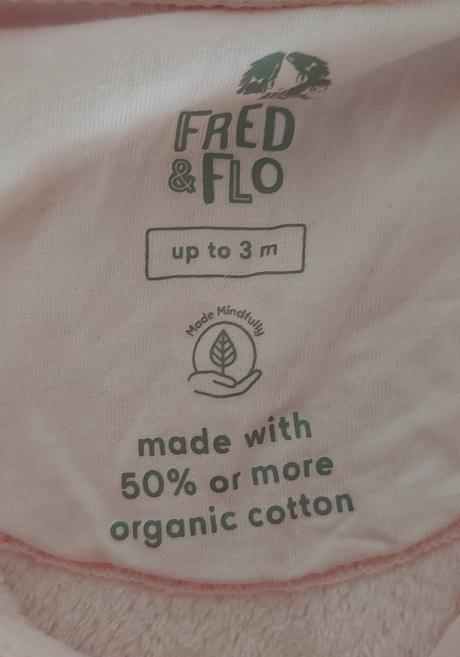 FRED
& FLO
up to 3 m
Made Mindfully
made with
50% or more
organic cotton